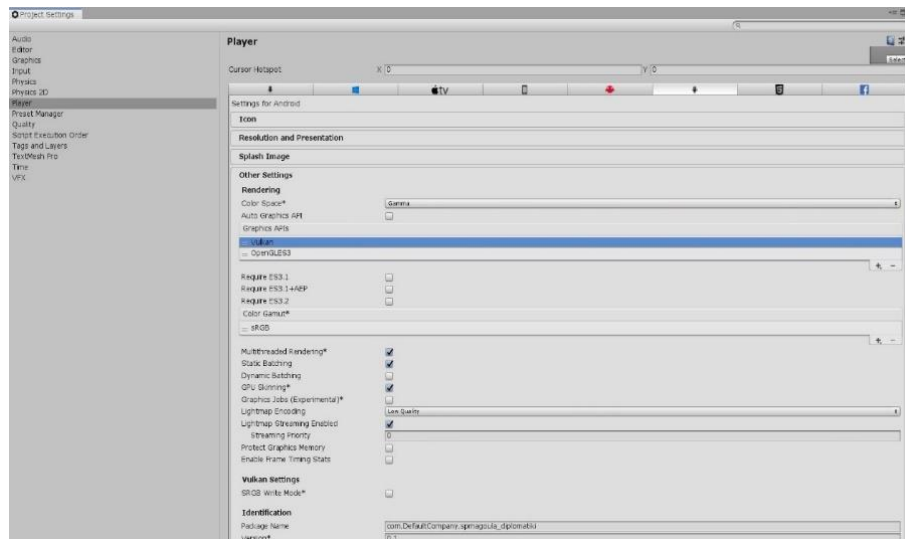 Project Settings
Audio
Editor
Graphics
Input
Physics
Physics 2D
Player
Preset Manager
Quality
Script Execution Order
Tags and Layers
TextMesh Pro
Time
VFX
Player
Select
Cursor Hotspot X 0 Y 0
tv
Settings for Android
Icon
Resolution and Presentation
Splash Image
Other Settings
Rendering
Color Space* Gamma
Auto Graphics API
Graphics APIs
Vulkan
OpenGLES3
Require ES3.1
Require ES3.1+AEP
Require ES3.2
Color Gamut*
sRGB
Multithreaded Rendering*
Static Batching
Dynamic Batching
GPU Skinning*
Graphics Jobs (Experimental)*
Lightmap Encoding Low Quality
Lightmap Streaming Enabled
Streaming Priority 0
Protect Graphics Memory
Enable Frame Timing Stats
Vulkan Settings
SRGB Write Mode*
Identification
Package Name com.DefaultCompany.spmagoula_diplomatiki
Version* 0.1